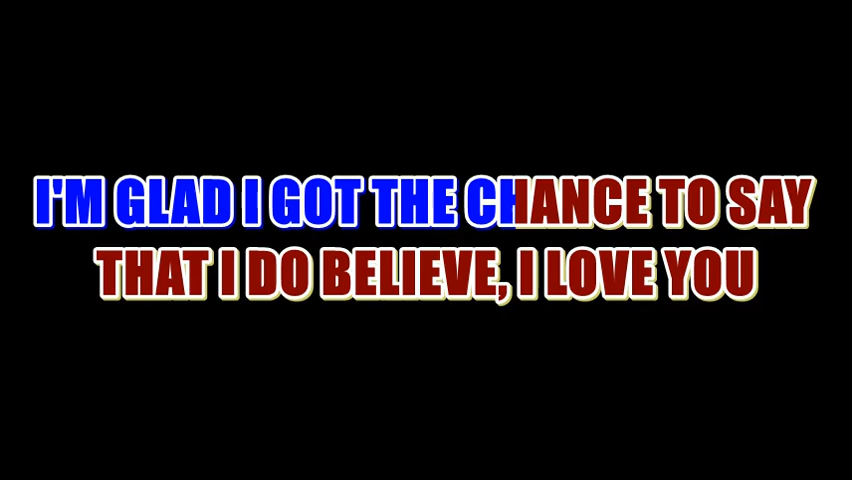 I'M GLAD I GOT THE CHANCE TO SAY
THAT I DO BELIEVE, I LOVE YOU